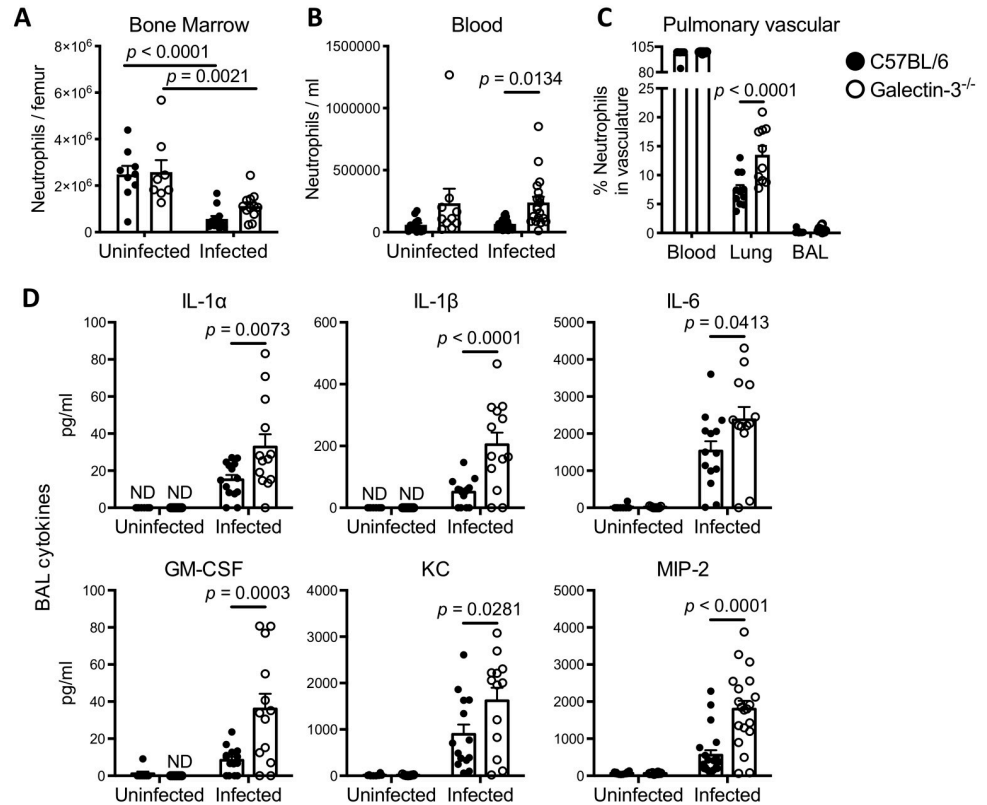 A
Bone Marrow
Neutrophils / femur
8×10⁶
6×10⁶
4×10⁶
2×10⁶
0
p < 0.0001
p = 0.0021
Uninfected Infected
B
Blood
Neutrophils / ml
1500000
1000000
500000
0
p = 0.0134
Uninfected Infected
C
Pulmonary vascular
% Neutrophils
in vasculature
105
80
25
20
15
10
5
0
p < 0.0001
Blood Lung BAL
C57BL/6
Galectin-3⁻/⁻
D
BAL cytokines
IL-1α
pg/ml
100
80
60
40
20
0
p = 0.0073
ND ND
Uninfected Infected
IL-1β
600
400
200
0
p < 0.0001
ND ND
Uninfected Infected
IL-6
5000
4000
3000
2000
1000
0
p = 0.0413
Uninfected Infected
GM-CSF
pg/ml
100
80
60
40
20
0
p = 0.0003
ND
Uninfected Infected
KC
4000
3000
2000
1000
0
p = 0.0281
Uninfected Infected
MIP-2
5000
4000
3000
2000
1000
0
p < 0.0001
Uninfected Infected